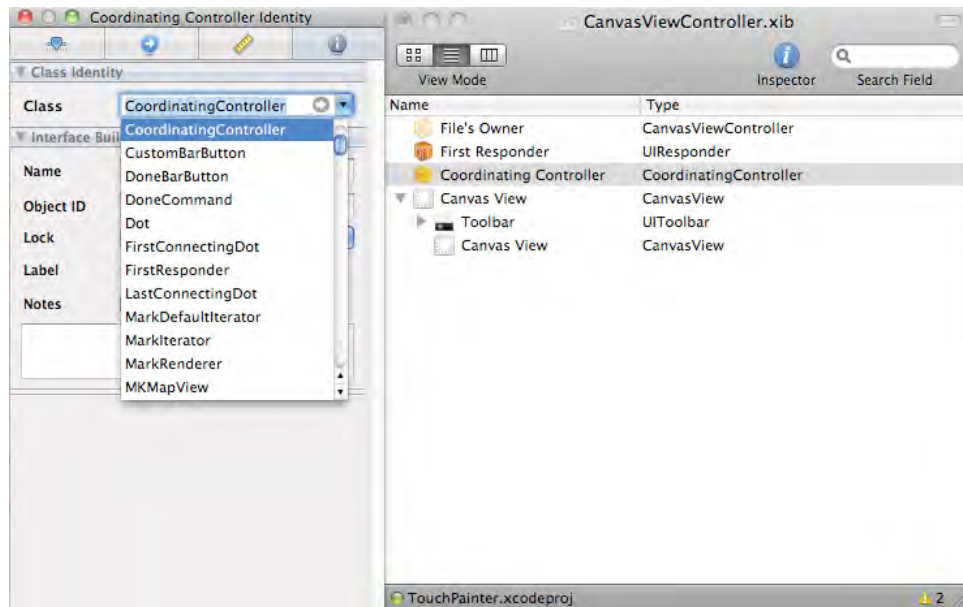 Coordinating Controller Identity
Class Identity
Class CoordinatingController
CoordinatingController
CustomBarButton
DoneBarButton
DoneCommand
Dot
FirstConnectingDot
FirstResponder
LastConnectingDot
MarkDefaultIterator
MarkIterator
MarkRenderer
MKMapView
Interface Buil
Name
Object ID
Lock
Label
Notes
CanvasViewController.xib
View Mode Inspector Search Field
Name Type
File's Owner CanvasViewController
First Responder UIResponder
Coordinating Controller CoordinatingController
Canvas View CanvasView
Toolbar UIToolbar
Canvas View CanvasView
TouchPainter.xcodeproj 2